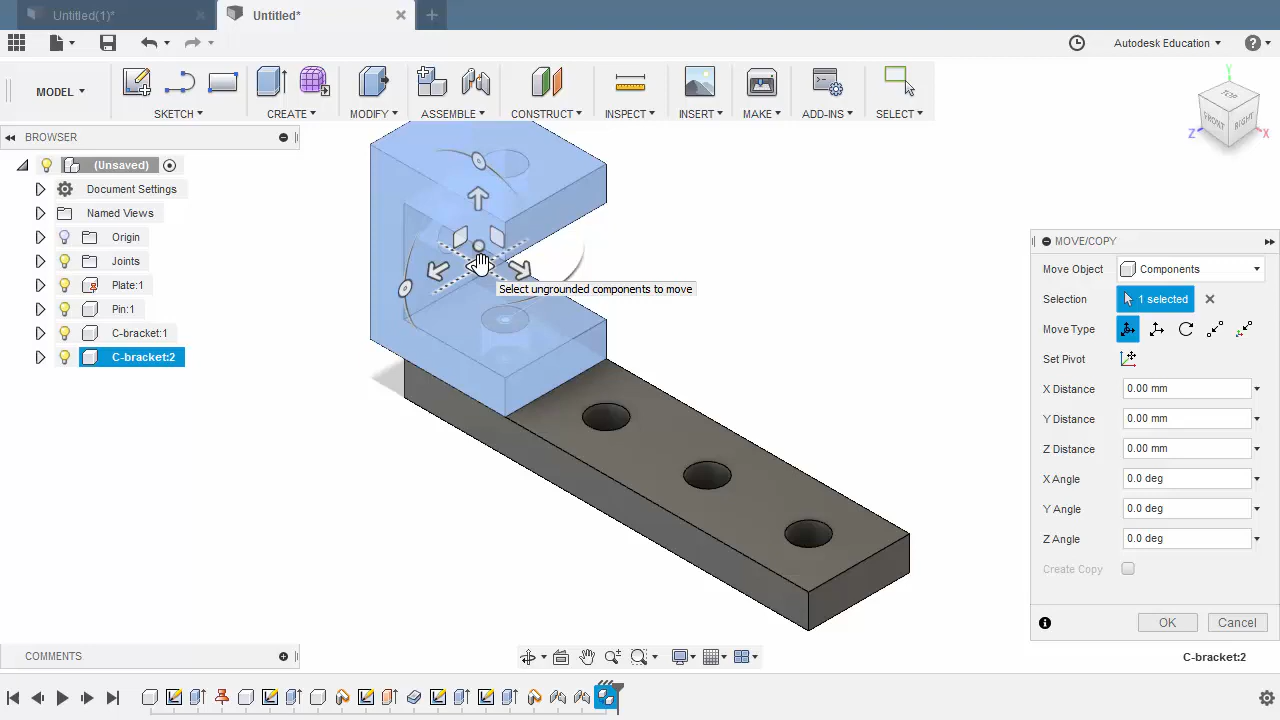 Untitled(1)*
Untitled*
Autodesk Education
MODEL
SKETCH
CREATE
MODIFY
ASSEMBLE
CONSTRUCT
INSPECT
INSERT
MAKE
ADD-INS
SELECT
Y
TOP
FRONT
RIGHT
Z
X
BROWSER
(Unsaved)
Document Settings
Named Views
Origin
Joints
Plate:1
Pin:1
C-bracket:1
C-bracket:2
Select ungrounded components to move
MOVE/COPY
Move Object Components
Selection 1 selected
Move Type
Set Pivot
X Distance 0.00 mm
Y Distance 0.00 mm
Z Distance 0.00 mm
X Angle 0.0 deg
Y Angle 0.0 deg
Z Angle 0.0 deg
Create Copy
OK Cancel
COMMENTS
C-bracket:2